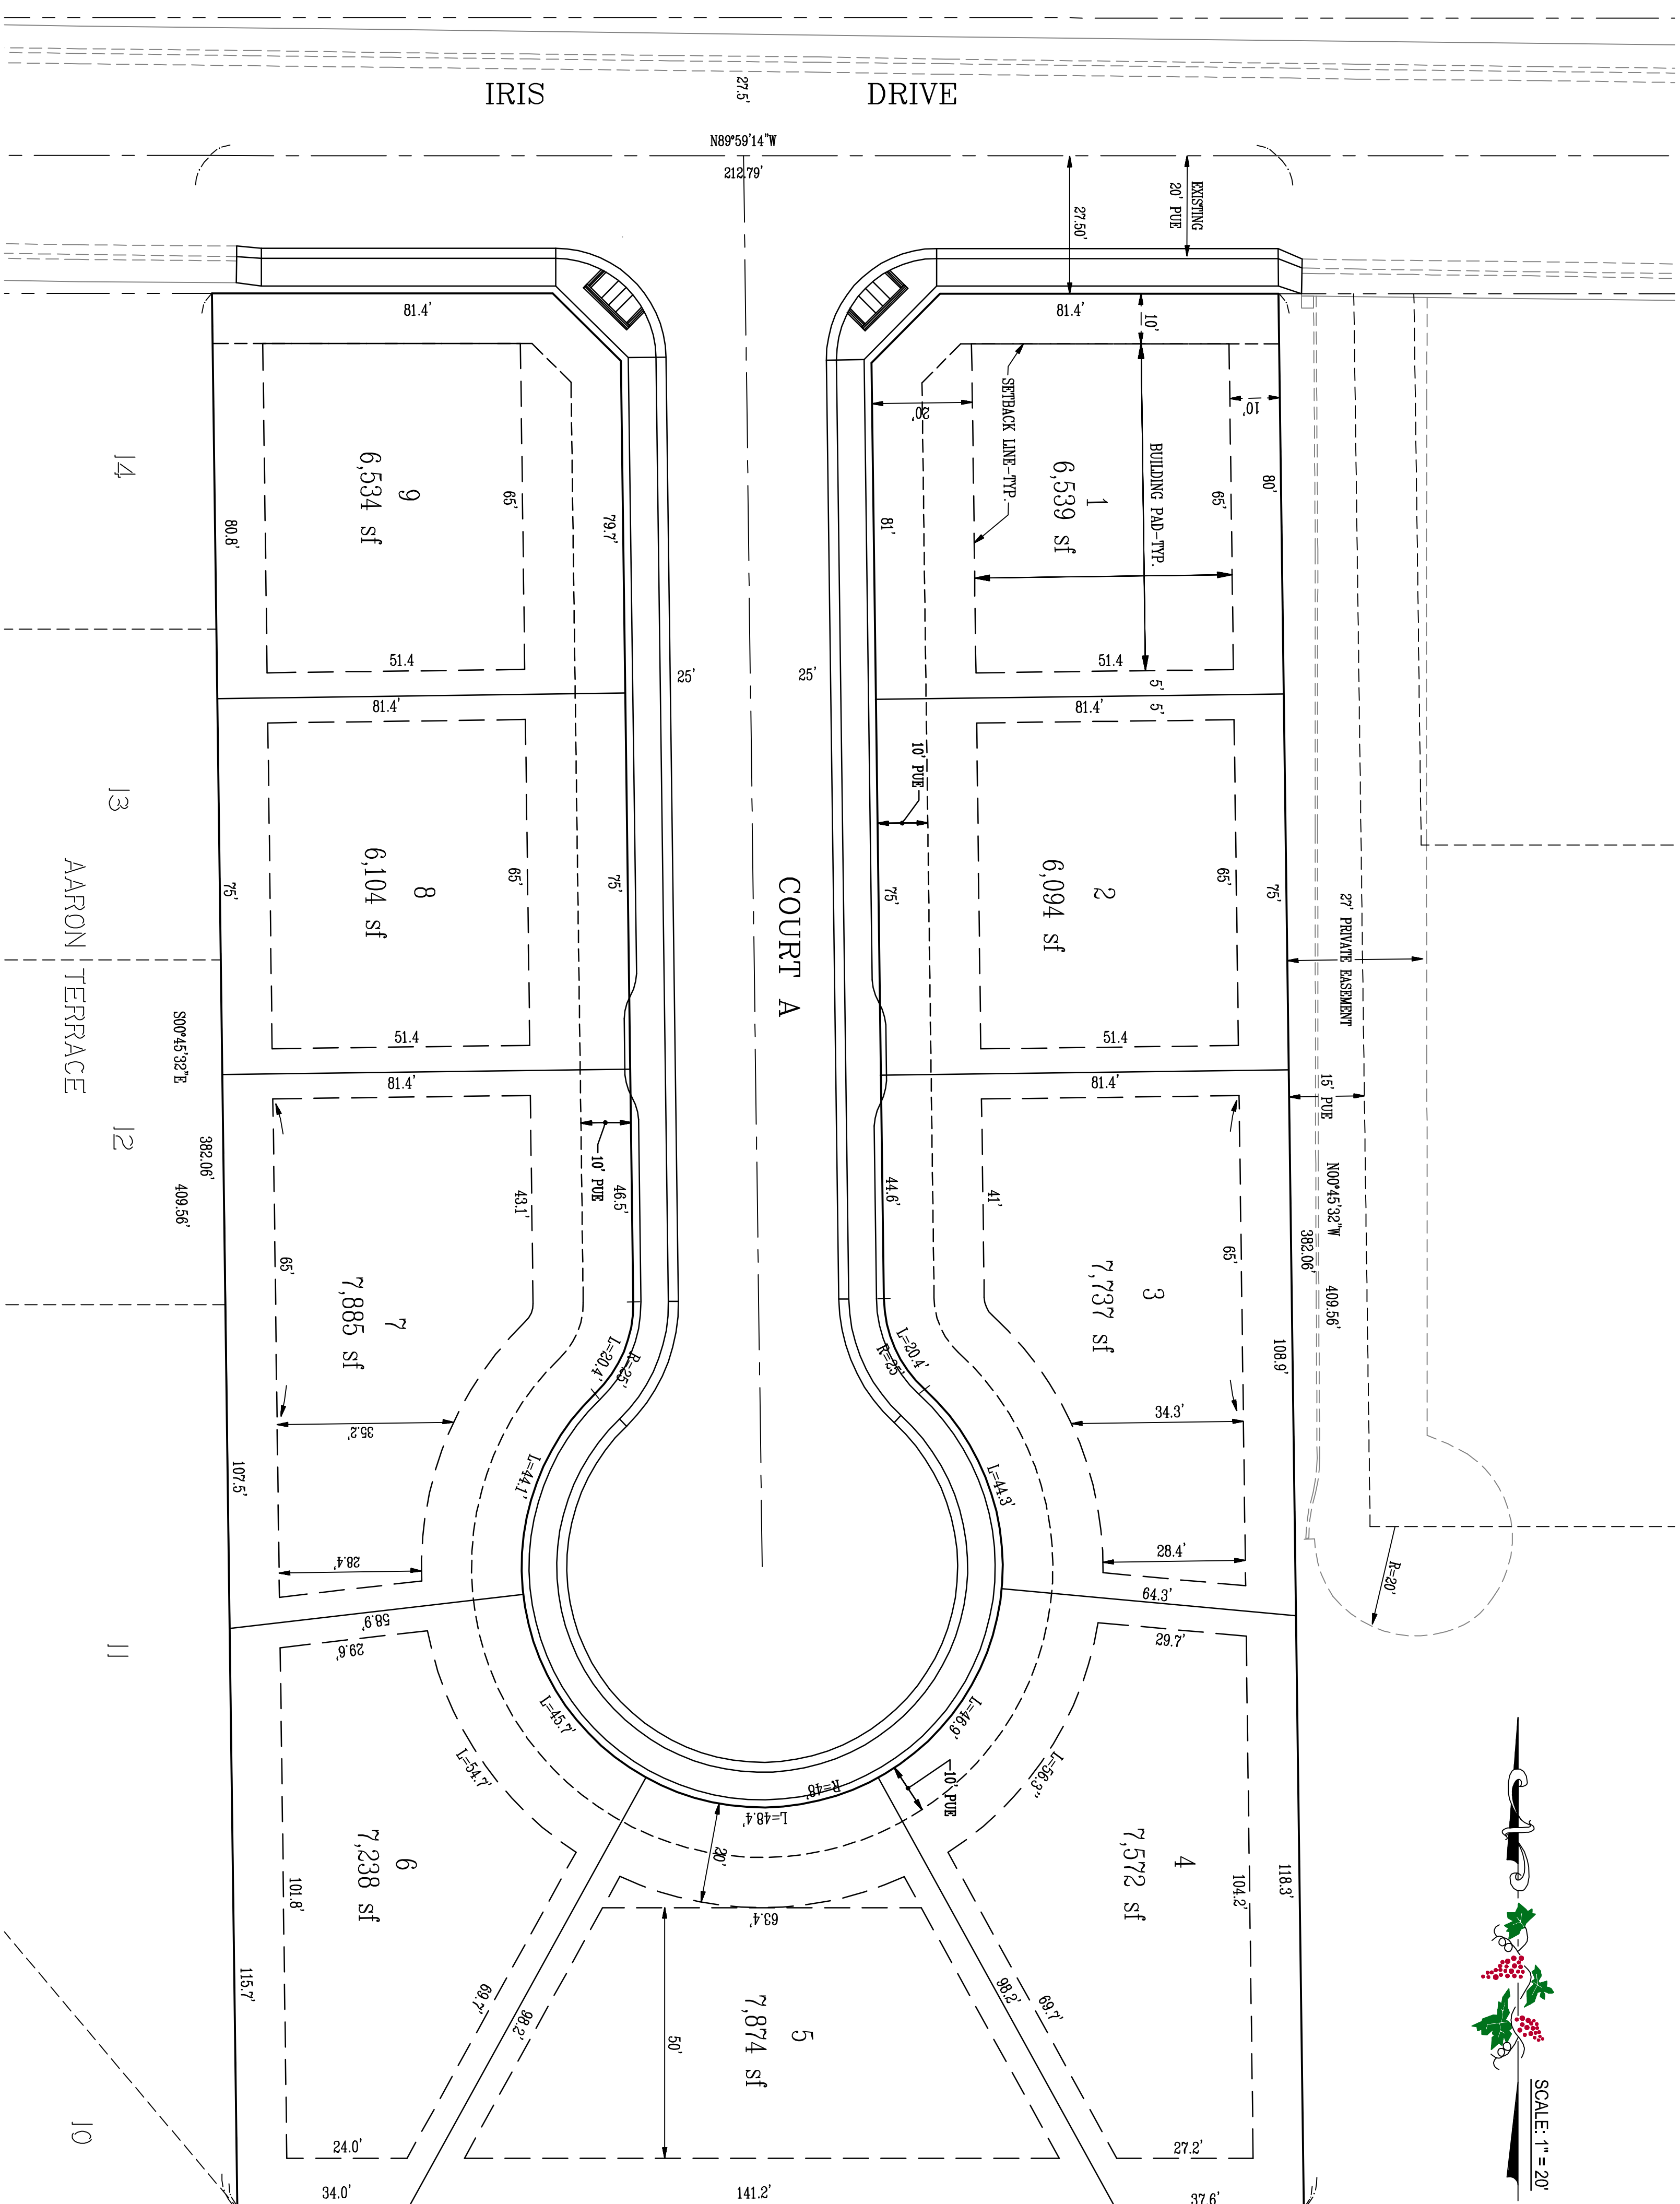 IRIS DRIVE
27.5'
N89°59'14"W
212.79'
EXISTING
20' PUE
27.50'
81.4'
81.4'
10'
10'
20'
SETBACK LINE-TYP.
BUILDING PAD-TYP.
1
6,539 sf
65'
80'
81'
51.4
5'
5'
25'
25'
9
6,534 sf
65'
79.7'
80.8'
51.4
14
81.4'
81.4'
10' PUE
2
6,094 sf
65'
75'
75'
51.4
COURT A
8
6,104 sf
65'
75'
75'
51.4
13
AARON TERRACE
27' PRIVATE EASEMENT
15' PUE
N00°45'32"W
382.06'
409.56'
S00°45'32"E
382.06'
409.56'
12
81.4'
81.4'
3
7,737 sf
41'
44.6'
65'
108.9'
34.3'
28.4'
L=20.4'
R=25'
L=44.3'
64.3'
7
7,885 sf
43.1'
46.5'
10' PUE
65'
107.5'
35.2'
28.4'
L=20.4'
R=25'
L=44.1'
58.9'
R=20'
11
29.7'
L=46.9'
L=56.3"
10' PUE
4
7,572 sf
104.2'
118.3'
69.7'
98.2'
27.2'
37.6'
29.6'
L=45.7'
L=54.7'
6
7,238 sf
101.8'
115.7'
69.7'
98.2'
24.0'
34.0'
R=48'
L=48.4'
20'
63.4'
5
7,874 sf
50'
141.2'
10
SCALE: 1" = 20'